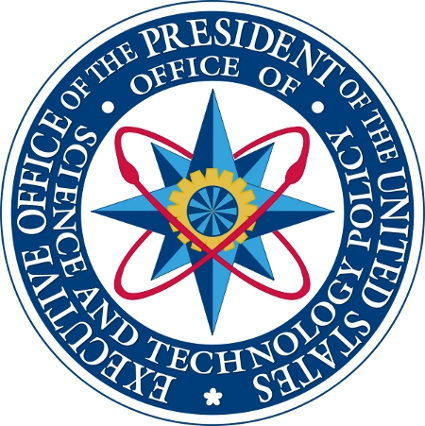 EXECUTIVE OFFICE OF THE PRESIDENT OF THE UNITED STATES
OFFICE OF
SCIENCE AND TECHNOLOGY POLICY